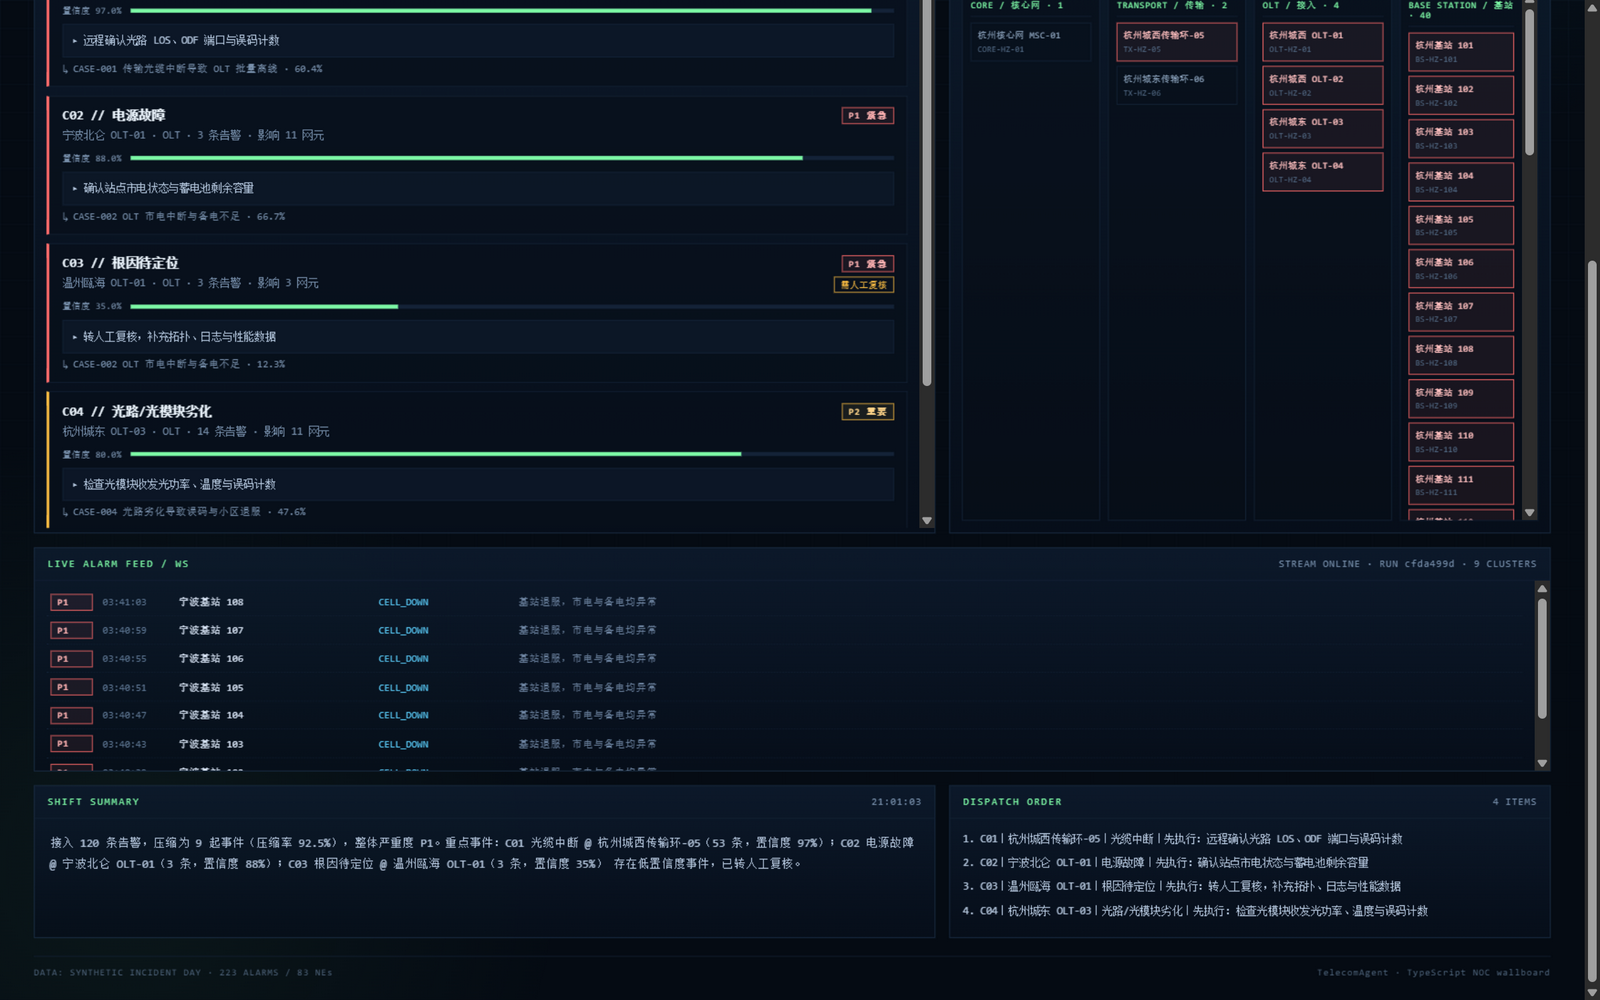 置信度 97.0%
▸ 远程确认光路 LOS、ODF 端口与误码计数
↳ CASE-001 传输光缆中断导致 OLT 批量离线 · 60.4%
C02 // 电源故障
P1 紧急
宁波北仑 OLT-01 · OLT · 3 条告警 · 影响 11 网元
置信度 88.0%
▸ 确认站点市电状态与蓄电池剩余容量
↳ CASE-002 OLT 市电中断与备电不足 · 66.7%
C03 // 根因待定位
P1 紧急
温州瓯海 OLT-01 · OLT · 3 条告警 · 影响 3 网元
需人工复核
置信度 35.0%
▸ 转人工复核，补充拓扑、日志与性能数据
↳ CASE-002 OLT 市电中断与备电不足 · 12.3%
C04 // 光路/光模块劣化
P2 重要
杭州城东 OLT-03 · OLT · 14 条告警 · 影响 11 网元
置信度 80.0%
▸ 检查光模块收发光功率、温度与误码计数
↳ CASE-004 光路劣化导致误码与小区退服 · 47.6%
CORE / 核心网 · 1
杭州核心网 MSC-01
CORE-HZ-01
TRANSPORT / 传输 · 2
杭州城西传输环-05
TX-HZ-05
杭州城东传输环-06
TX-HZ-06
OLT / 接入 · 4
杭州城西 OLT-01
OLT-HZ-01
杭州城西 OLT-02
OLT-HZ-02
杭州城东 OLT-03
OLT-HZ-03
杭州城东 OLT-04
OLT-HZ-04
BASE STATION / 基站
· 40
杭州基站 101
BS-HZ-101
杭州基站 102
BS-HZ-102
杭州基站 103
BS-HZ-103
杭州基站 104
BS-HZ-104
杭州基站 105
BS-HZ-105
杭州基站 106
BS-HZ-106
杭州基站 107
BS-HZ-107
杭州基站 108
BS-HZ-108
杭州基站 109
BS-HZ-109
杭州基站 110
BS-HZ-110
杭州基站 111
BS-HZ-111
LIVE ALARM FEED / WS
STREAM ONLINE · RUN cfda499d · 9 CLUSTERS
P1 03:41:03 宁波基站 108 CELL_DOWN 基站退服，市电与备电均异常
P1 03:40:59 宁波基站 107 CELL_DOWN 基站退服，市电与备电均异常
P1 03:40:55 宁波基站 106 CELL_DOWN 基站退服，市电与备电均异常
P1 03:40:51 宁波基站 105 CELL_DOWN 基站退服，市电与备电均异常
P1 03:40:47 宁波基站 104 CELL_DOWN 基站退服，市电与备电均异常
P1 03:40:43 宁波基站 103 CELL_DOWN 基站退服，市电与备电均异常
SHIFT SUMMARY
21:01:03
接入 120 条告警，压缩为 9 起事件（压缩率 92.5%），整体严重度 P1。重点事件：C01 光缆中断 @ 杭州城西传输环-05（53 条，置信度 97%）；C02 电源故障
@ 宁波北仑 OLT-01（3 条，置信度 88%）；C03 根因待定位 @ 温州瓯海 OLT-01（3 条，置信度 35%） 存在低置信度事件，已转人工复核。
DISPATCH ORDER
4 ITEMS
1. C01｜杭州城西传输环-05｜光缆中断｜先执行：远程确认光路 LOS、ODF 端口与误码计数
2. C02｜宁波北仑 OLT-01｜电源故障｜先执行：确认站点市电状态与蓄电池剩余容量
3. C03｜温州瓯海 OLT-01｜根因待定位｜先执行：转人工复核，补充拓扑、日志与性能数据
4. C04｜杭州城东 OLT-03｜光路/光模块劣化｜先执行：检查光模块收发光功率、温度与误码计数
DATA: SYNTHETIC INCIDENT DAY · 223 ALARMS / 83 NEs
TelecomAgent · TypeScript NOC wallboard